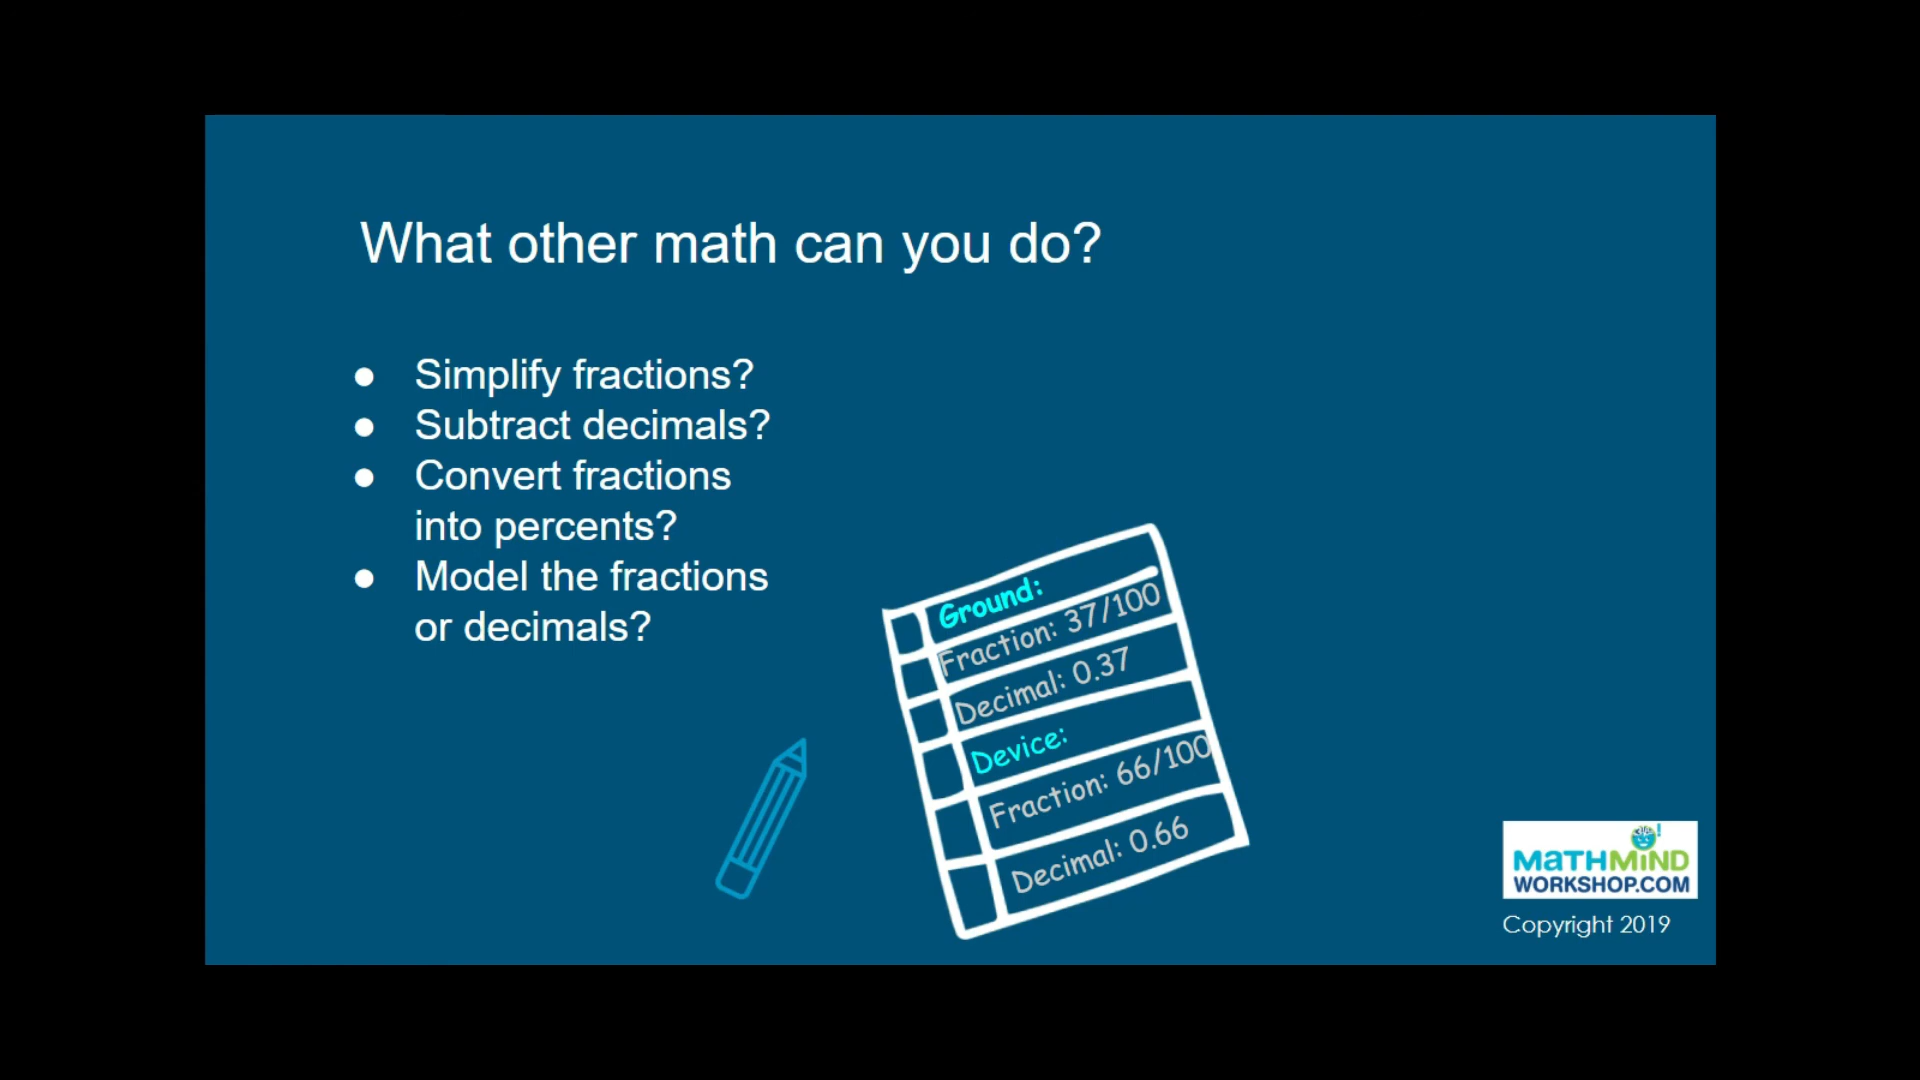 What other math can you do?
● Simplify fractions?
● Subtract decimals?
● Convert fractions
into percents?
● Model the fractions
or decimals?
Ground:
Fraction: 37/100
Decimal: 0.37
Device:
Fraction: 66/100
Decimal: 0.66
MATHMiND
WORKSHOP.COM
Copyright 2019